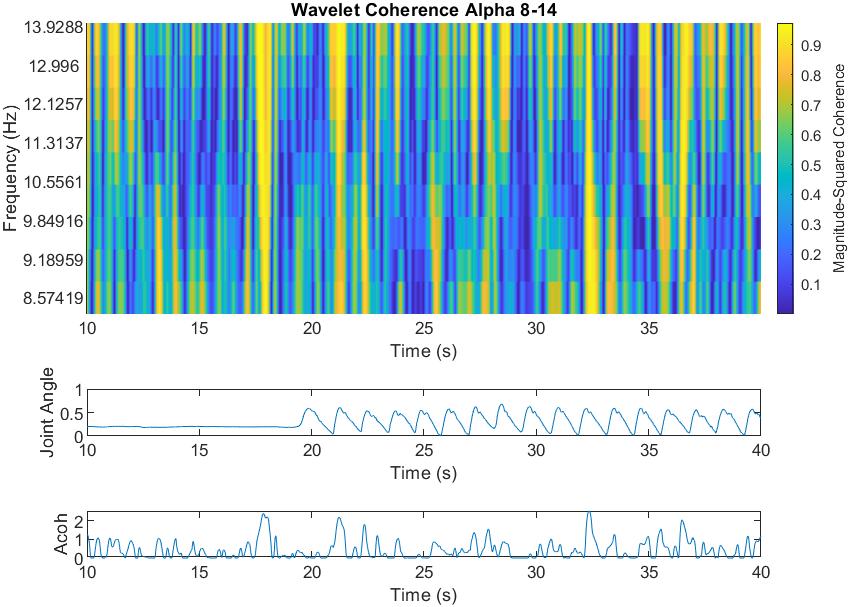 Wavelet Coherence Alpha 8-14
Frequency (Hz)
13.9288
12.996
12.1257
11.3137
10.5561
9.84916
9.18959
8.57419
10 15 20 25 30 35
Time (s)
0.9
0.8
0.7
0.6
0.5
0.4
0.3
0.2
0.1
Magnitude-Squared Coherence
Joint Angle
1
0.5
0
10 15 20 25 30 35 40
Time (s)
Acoh
2
1
0
10 15 20 25 30 35 40
Time (s)